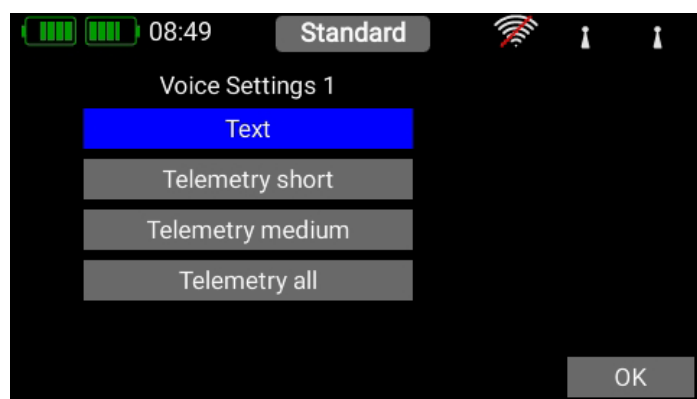 08:49 Standard
Voice Settings 1
Text
Telemetry short
Telemetry medium
Telemetry all
OK